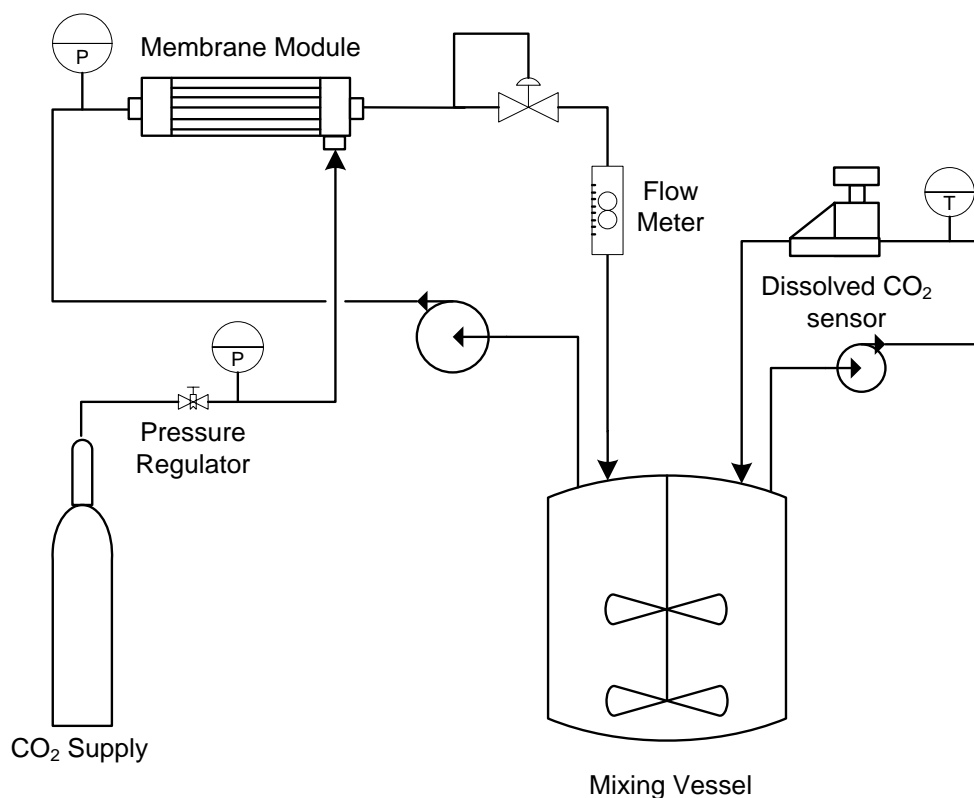 P
Membrane Module
Flow
Meter
T
Dissolved CO₂
sensor
P
Pressure
Regulator
CO₂ Supply
Mixing Vessel